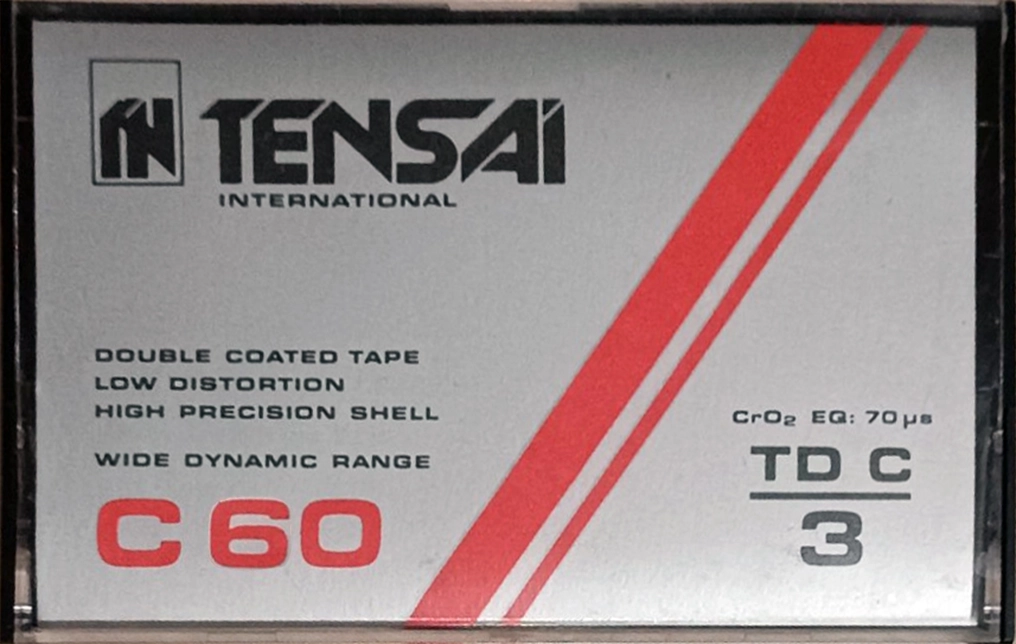 TENSAI
INTERNATIONAL
DOUBLE COATED TAPE
LOW DISTORTION
HIGH PRECISION SHELL
WIDE DYNAMIC RANGE
C 60
CrO₂ EQ: 70 µs
TD C
3